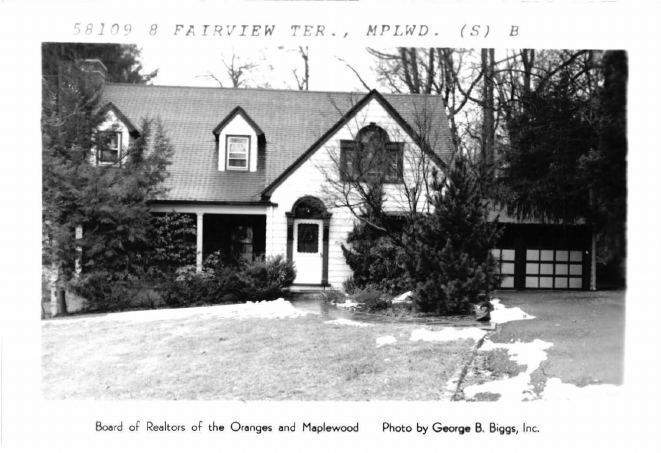 58109 8 FAIRVIEW TER., MPLWD. (S) B
Board of Realtors of the Oranges and Maplewood Photo by George B. Biggs, Inc.